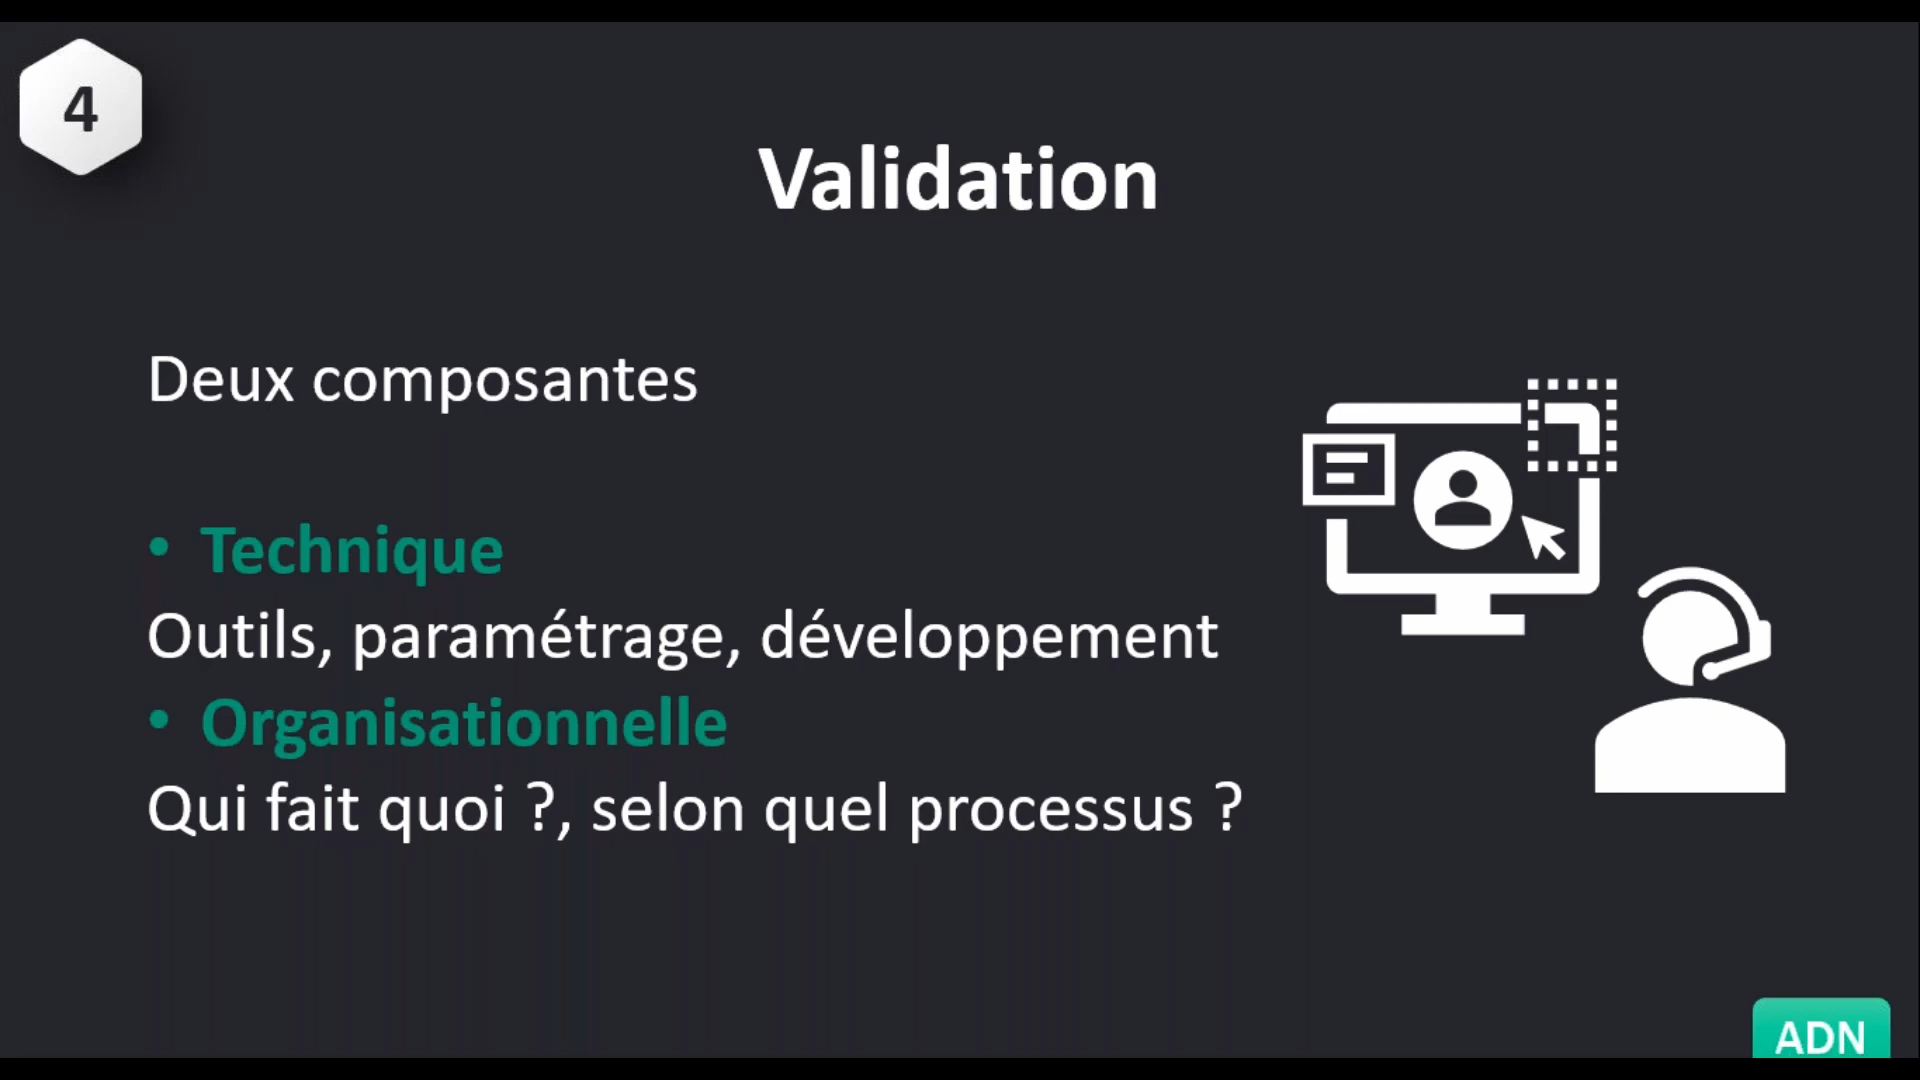 4
Validation
Deux composantes
• Technique
Outils, paramétrage, développement
• Organisationnelle
Qui fait quoi ?, selon quel processus ?
ADN